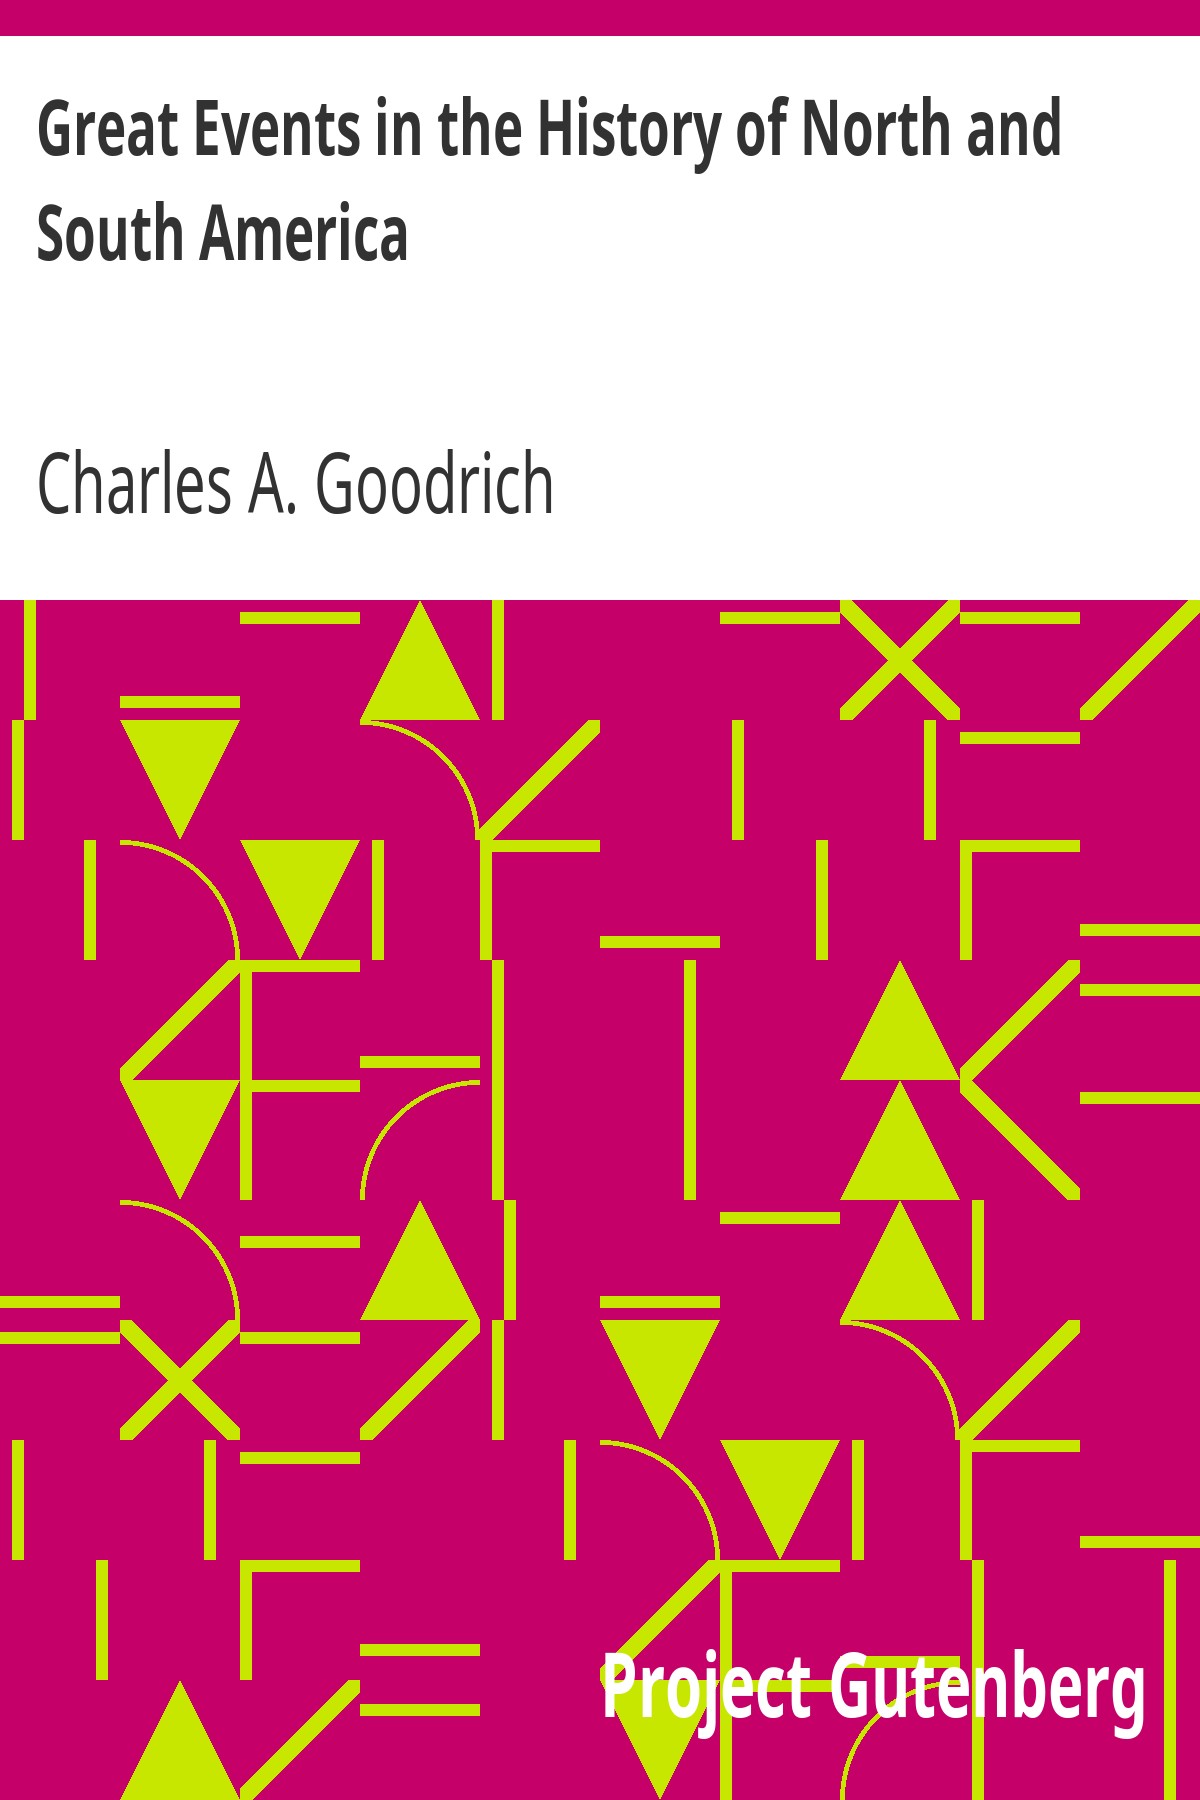 Great Events in the History of North and
South America
Charles A. Goodrich
Project Gutenberg